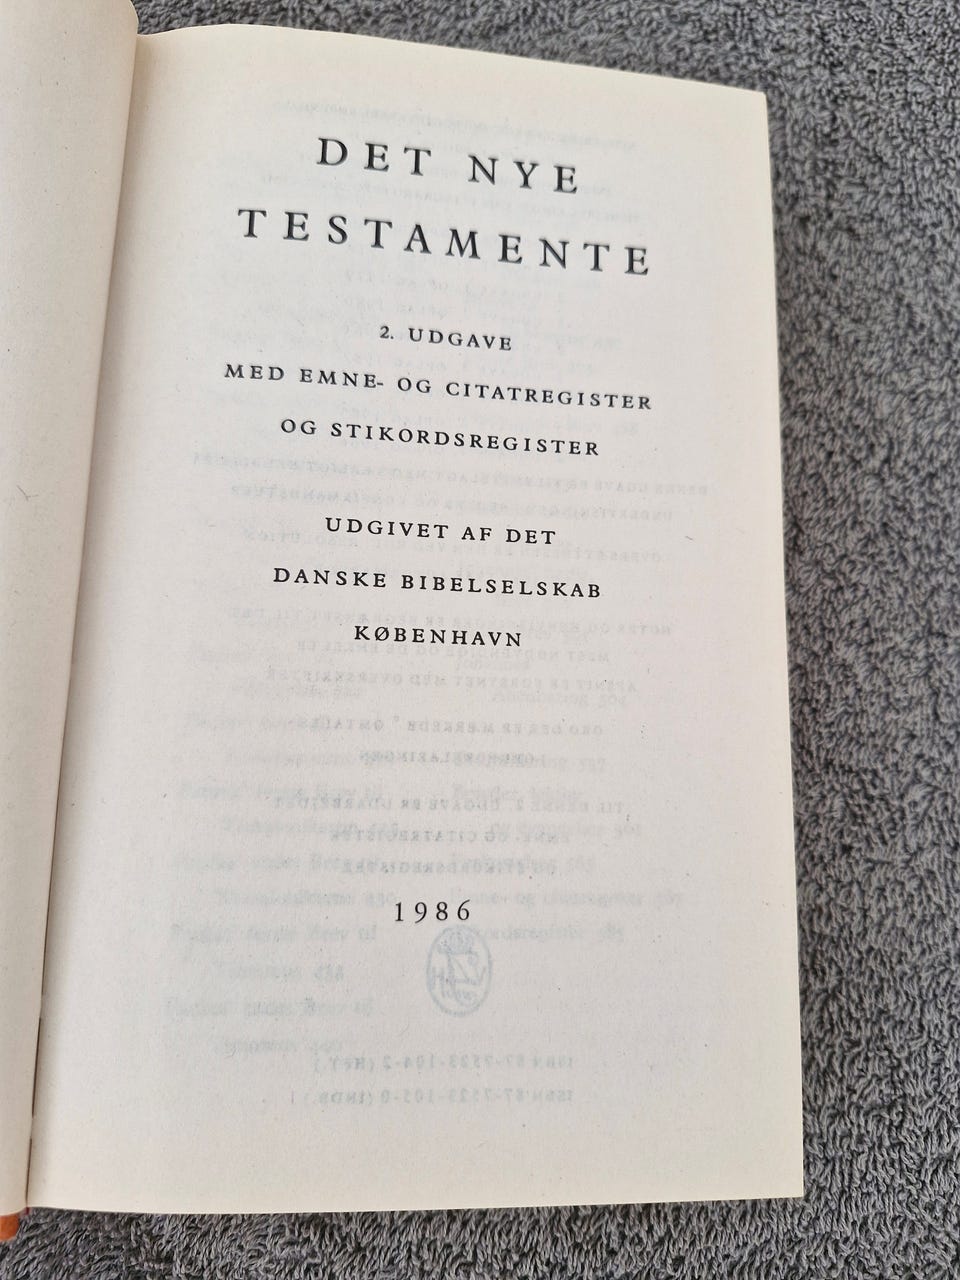 DET NYE
TESTAMENTE
2. UDGAVE
MED EMNE- OG CITATREGISTER
OG STIKORDSREGISTER
UDGIVET AF DET
DANSKE BIBELSELSKAB
KØBENHAVN
1986